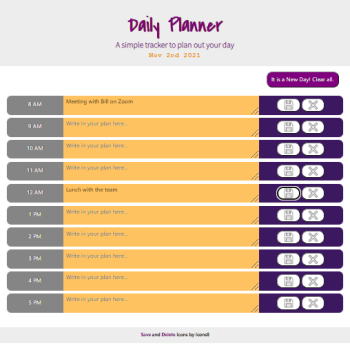 Daily Planner
A simple tracker to plan out your day
Nov 2nd 2021
It is a New Day! Clear all.
8 AM Meeting with Bill on Zoom
9 AM Write in your plan here...
10 AM Write in your plan here...
11 AM Write in your plan here...
12 AM Lunch with the team
1 PM Write in your plan here...
2 PM Write in your plan here...
3 PM Write in your plan here...
4 PM Write in your plan here...
5 PM Write in your plan here...
Save and Delete icons by Icons8